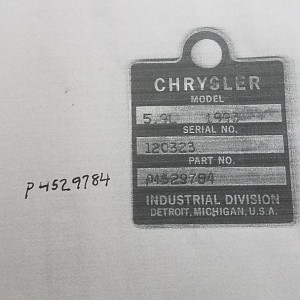 CHRYSLER
MODEL
5.9L
SERIAL NO.
120323
PART NO.
P4529784
P4529784
INDUSTRIAL DIVISION
DETROIT, MICHIGAN, U.S.A.